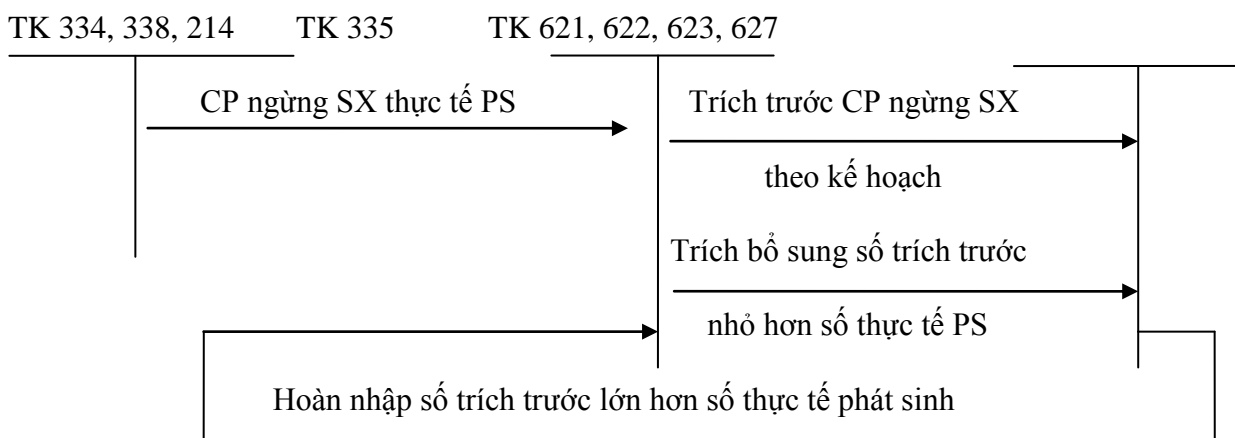 TK 334, 338, 214 TK 335 TK 621, 622, 623, 627
CP ngừng SX thực tế PS
Trích trước CP ngừng SX
theo kế hoạch
Trích bổ sung số trích trước
nhỏ hơn số thực tế PS
Hoàn nhập số trích trước lớn hơn số thực tế phát sinh